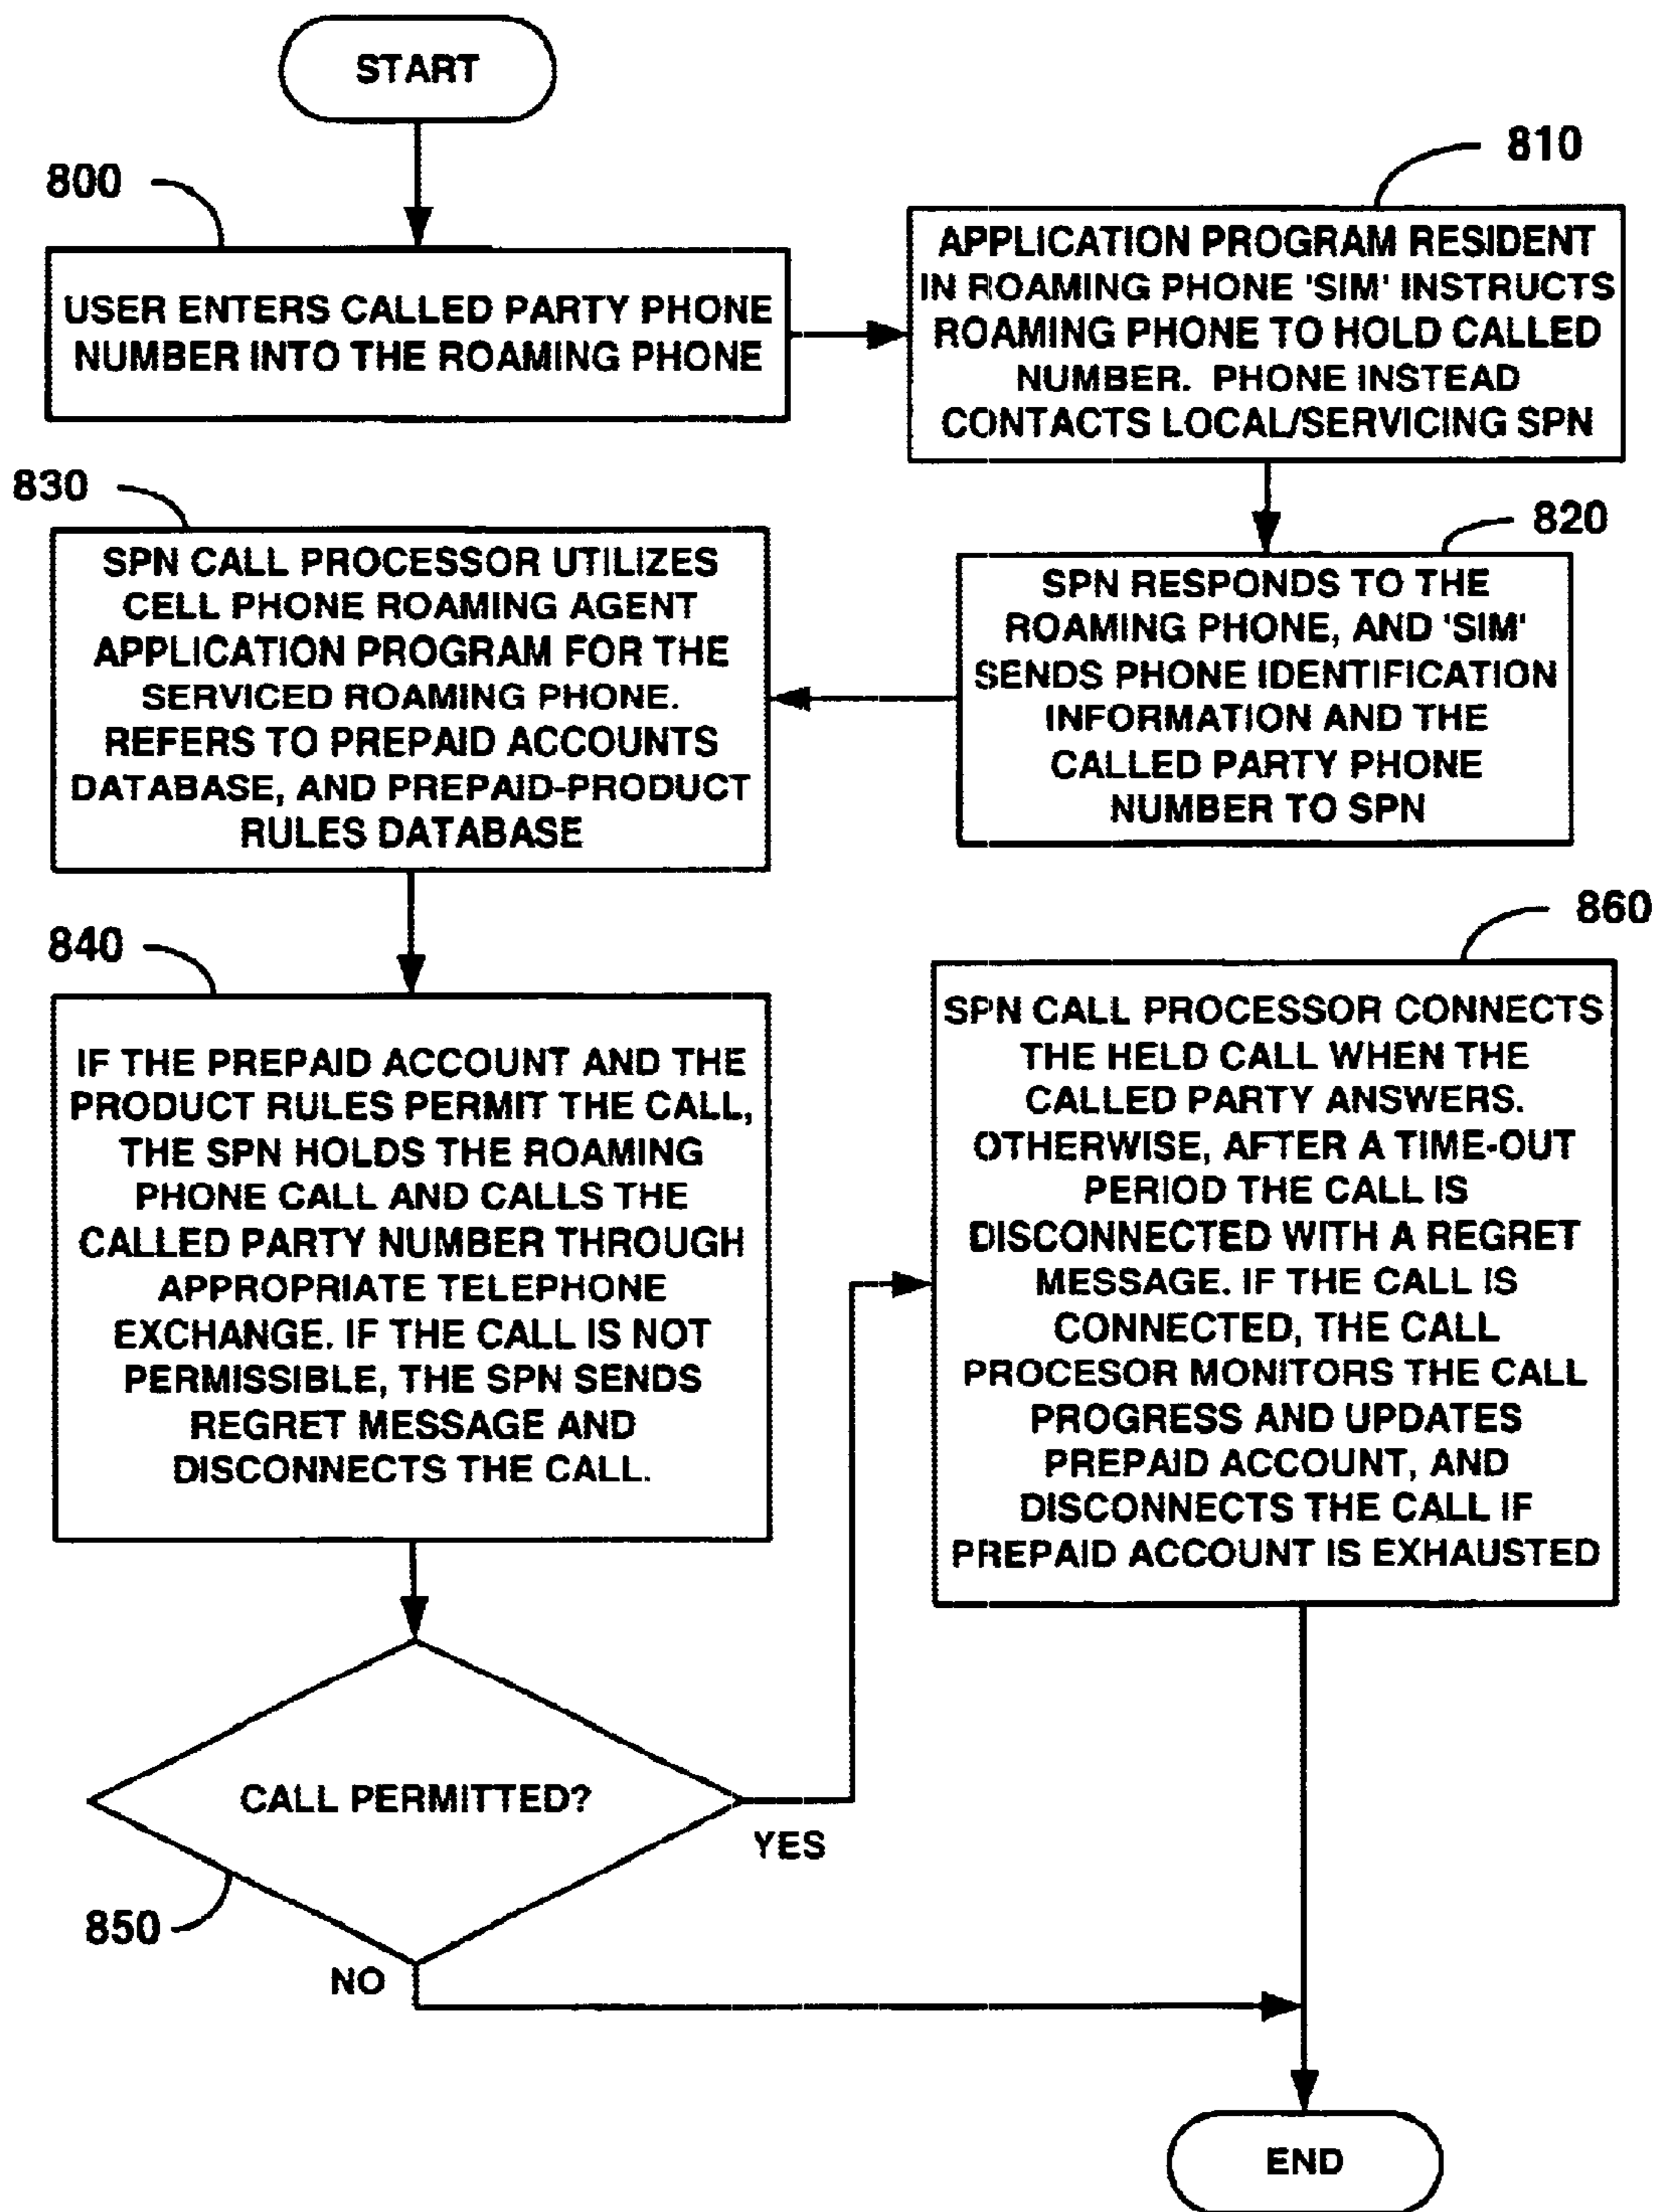 START
800
USER ENTERS CALLED PARTY PHONE
NUMBER INTO THE ROAMING PHONE
810
APPLICATION PROGRAM RESIDENT
IN ROAMING PHONE 'SIM' INSTRUCTS
ROAMING PHONE TO HOLD CALLED
NUMBER. PHONE INSTEAD
CONTACTS LOCAL/SERVICING SPN
820
SPN RESPONDS TO THE
ROAMING PHONE, AND 'SIM'
SENDS PHONE IDENTIFICATION
INFORMATION AND THE
CALLED PARTY PHONE
NUMBER TO SPN
830
SPN CALL PROCESSOR UTILIZES
CELL PHONE ROAMING AGENT
APPLICATION PROGRAM FOR THE
SERVICED ROAMING PHONE.
REFERS TO PREPAID ACCOUNTS
DATABASE, AND PREPAID-PRODUCT
RULES DATABASE
840
IF THE PREPAID ACCOUNT AND THE
PRODUCT RULES PERMIT THE CALL,
THE SPN HOLDS THE ROAMING
PHONE CALL AND CALLS THE
CALLED PARTY NUMBER THROUGH
APPROPRIATE TELEPHONE
EXCHANGE. IF THE CALL IS NOT
PERMISSIBLE, THE SPN SENDS
REGRET MESSAGE AND
DISCONNECTS THE CALL.
CALL PERMITTED?
850
YES
NO
860
SPN CALL PROCESSOR CONNECTS
THE HELD CALL WHEN THE
CALLED PARTY ANSWERS.
OTHERWISE, AFTER A TIME-OUT
PERIOD THE CALL IS
DISCONNECTED WITH A REGRET
MESSAGE. IF THE CALL IS
CONNECTED, THE CALL
PROCESOR MONITORS THE CALL
PROGRESS AND UPDATES
PREPAID ACCOUNT, AND
DISCONNECTS THE CALL IF
PREPAID ACCOUNT IS EXHAUSTED
END